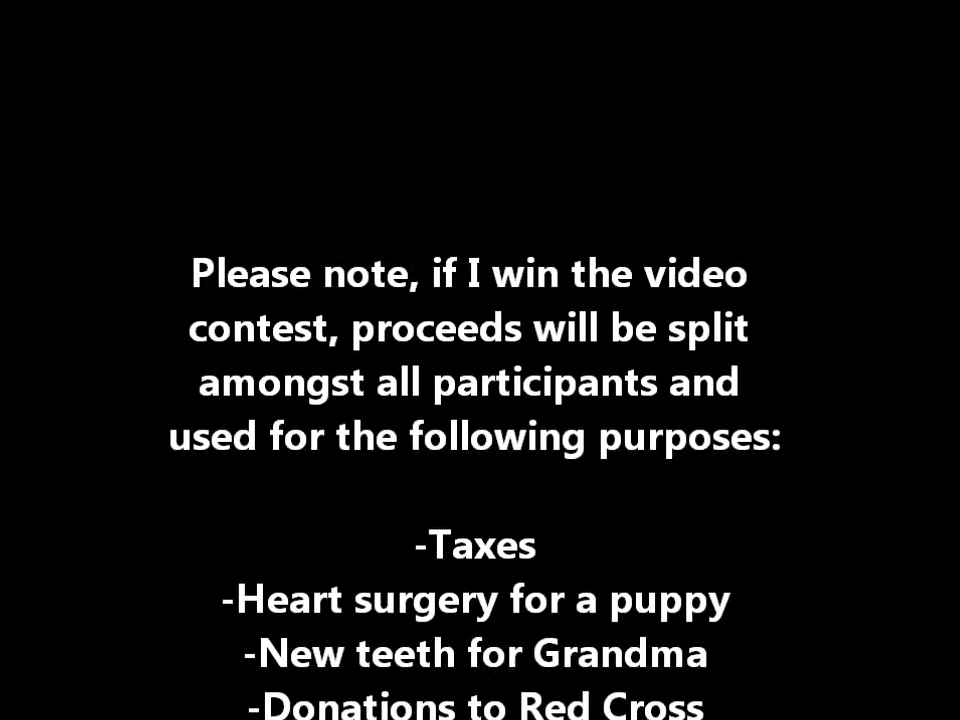 Please note, if I win the video
contest, proceeds will be split
amongst all participants and
used for the following purposes:
-Taxes
-Heart surgery for a puppy
-New teeth for Grandma
-Donations to Red Cross